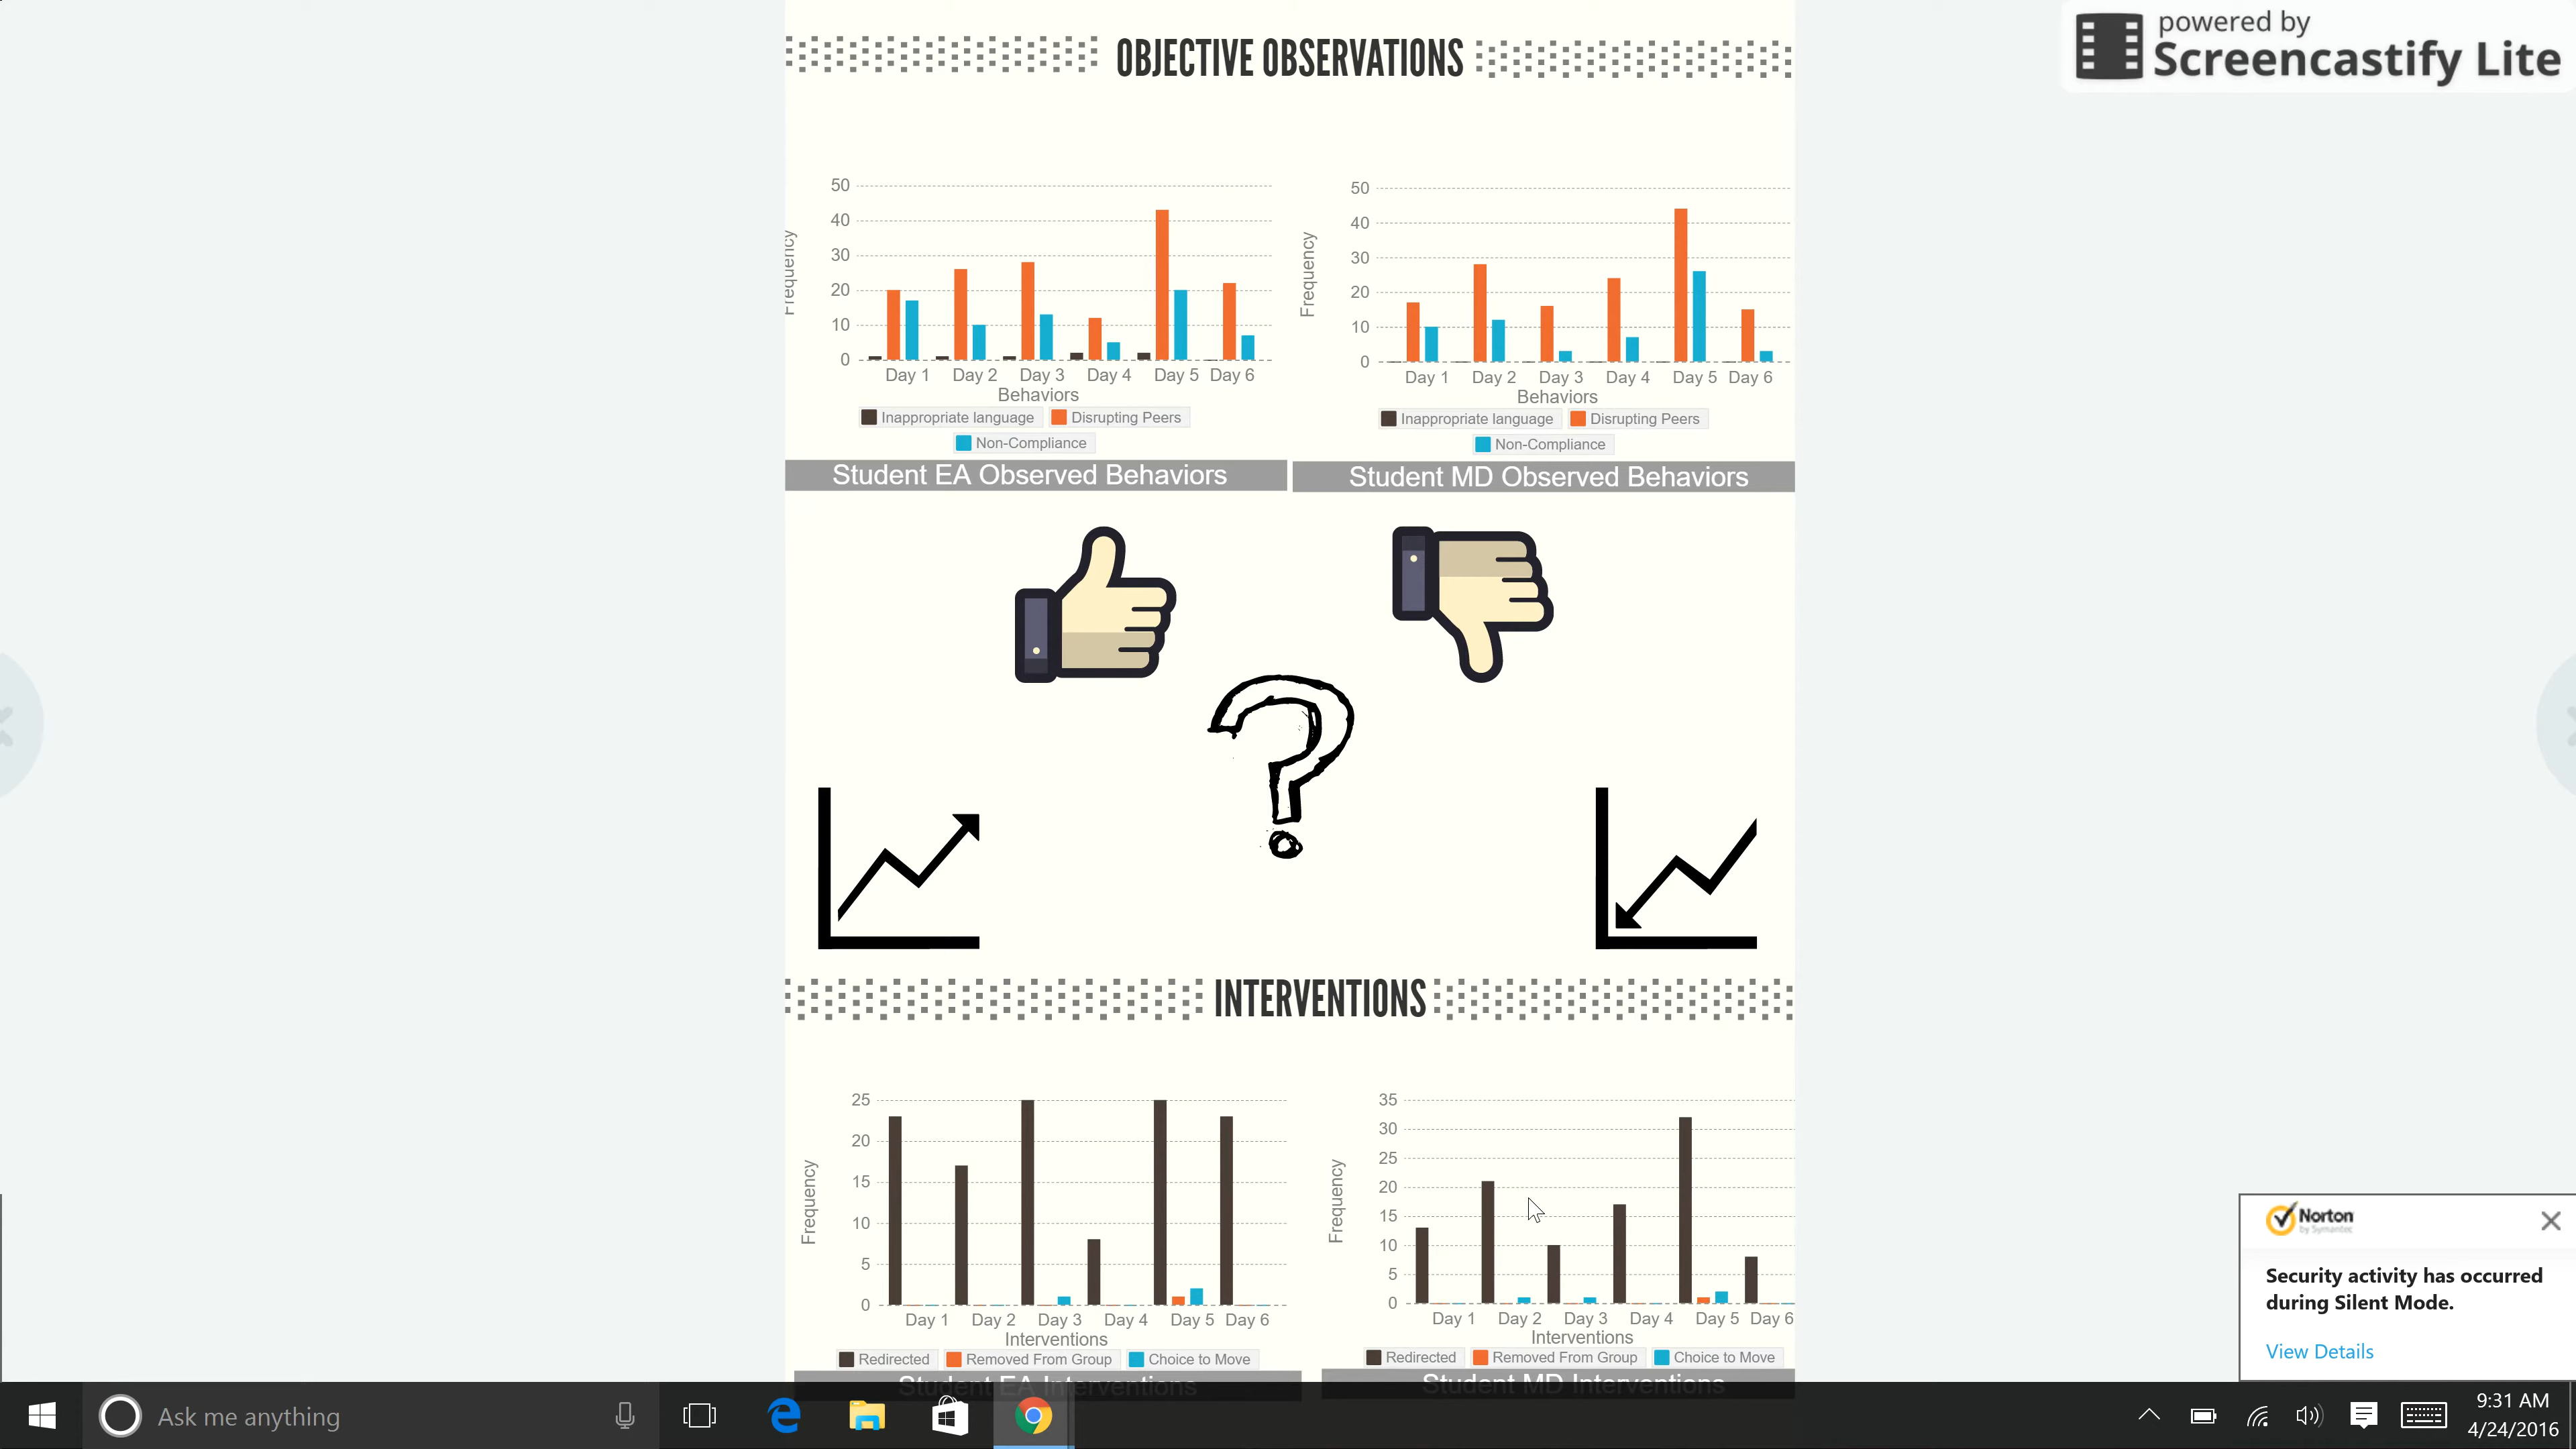 powered by
Screencastify Lite
OBJECTIVE OBSERVATIONS
50
40
30
20
10
0
Frequency
Day 1 Day 2 Day 3 Day 4 Day 5 Day 6
Behaviors
Inappropriate language Disrupting Peers
Non-Compliance
Student EA Observed Behaviors
50
40
30
20
10
0
Frequency
Day 1 Day 2 Day 3 Day 4 Day 5 Day 6
Behaviors
Inappropriate language Disrupting Peers
Non-Compliance
Student MD Observed Behaviors
?
INTERVENTIONS
25
20
15
10
5
0
Frequency
Day 1 Day 2 Day 3 Day 4 Day 5 Day 6
Interventions
Redirected Removed From Group Choice to Move
Student EA Interventions
35
30
25
20
15
10
5
0
Frequency
Day 1 Day 2 Day 3 Day 4 Day 5 Day 6
Interventions
Redirected Removed From Group Choice to Move
Student MD Interventions
Norton
by Symantec
Security activity has occurred
during Silent Mode.
View Details
Ask me anything
9:31 AM
4/24/2016